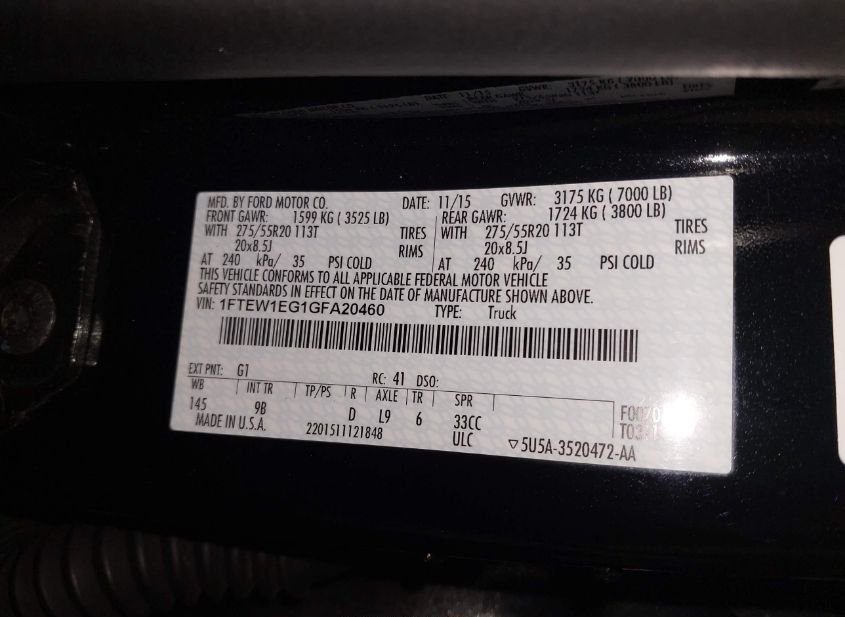 MFD. BY FORD MOTOR CO. DATE: 11/15 GVWR: 3175 KG ( 7000 LB)
FRONT GAWR: 1599 KG ( 3525 LB) REAR GAWR: 1724 KG ( 3800 LB)
WITH 275/55R20 113T TIRES WITH 275/55R20 113T TIRES
20x8.5J RIMS 20x8.5J RIMS
AT 240 kPa/ 35 PSI COLD AT 240 kPa/ 35 PSI COLD
THIS VEHICLE CONFORMS TO ALL APPLICABLE FEDERAL MOTOR VEHICLE
SAFETY STANDARDS IN EFFECT ON THE DATE OF MANUFACTURE SHOWN ABOVE.
VIN: 1FTEW1EG1GFA20460 TYPE: Truck
EXT PNT: G1 RC: 41 DSO:
WB INT TR TP/PS R AXLE TR SPR
145 9B D L9 6 33CC
MADE IN U.S.A. 2201511121848 ULC ▽5U5A-3520472-AA